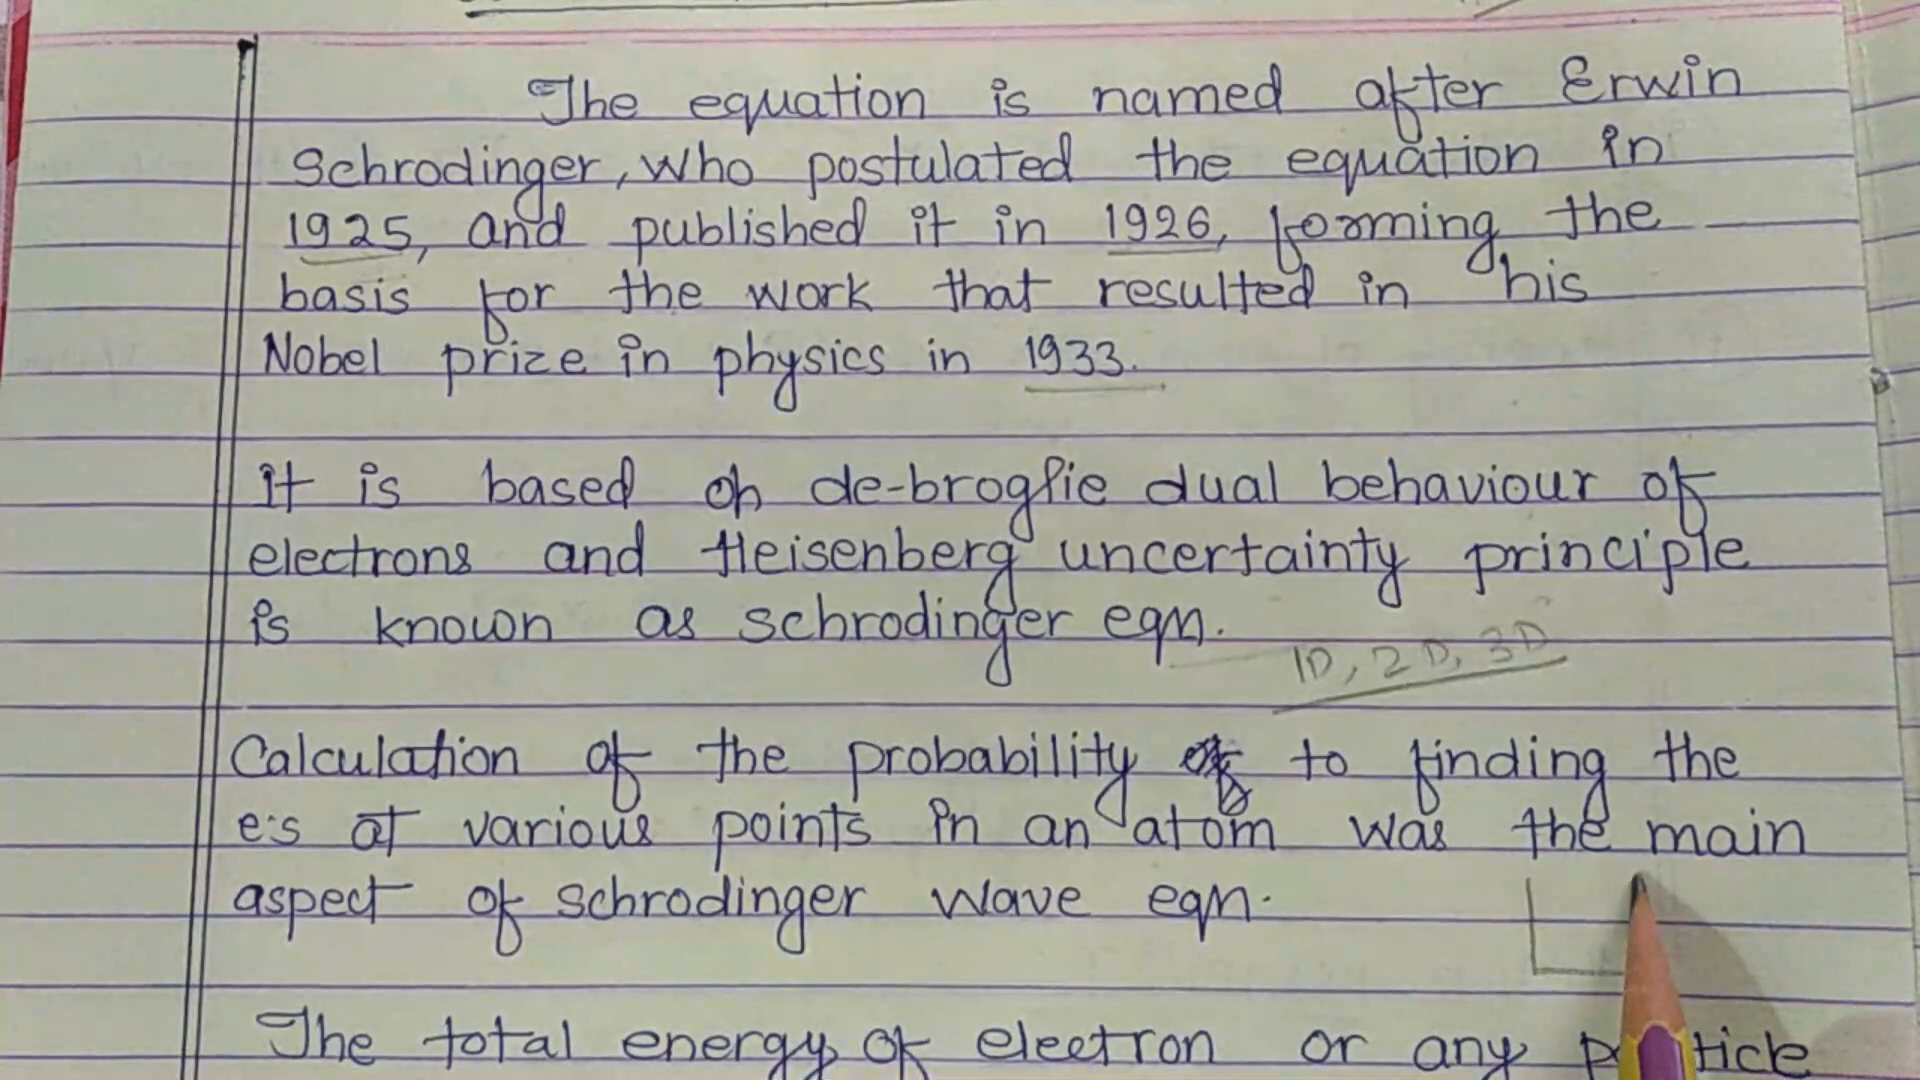 The equation is named after Erwin
Schrodinger, who postulated the equation in
1925, and published it in 1926, forming the
basis for the work that resulted in his
Nobel prize in physics in 1933.
It is based on de-broglie dual behaviour of
electrons and Heisenberg uncertainty principle
is known as schrodinger eqn.
1D, 2D, 3D
Calculation of the probability to finding the
e's at various points in an atom was the main
aspect of schrodinger wave eqn.
The total energy of electron or any